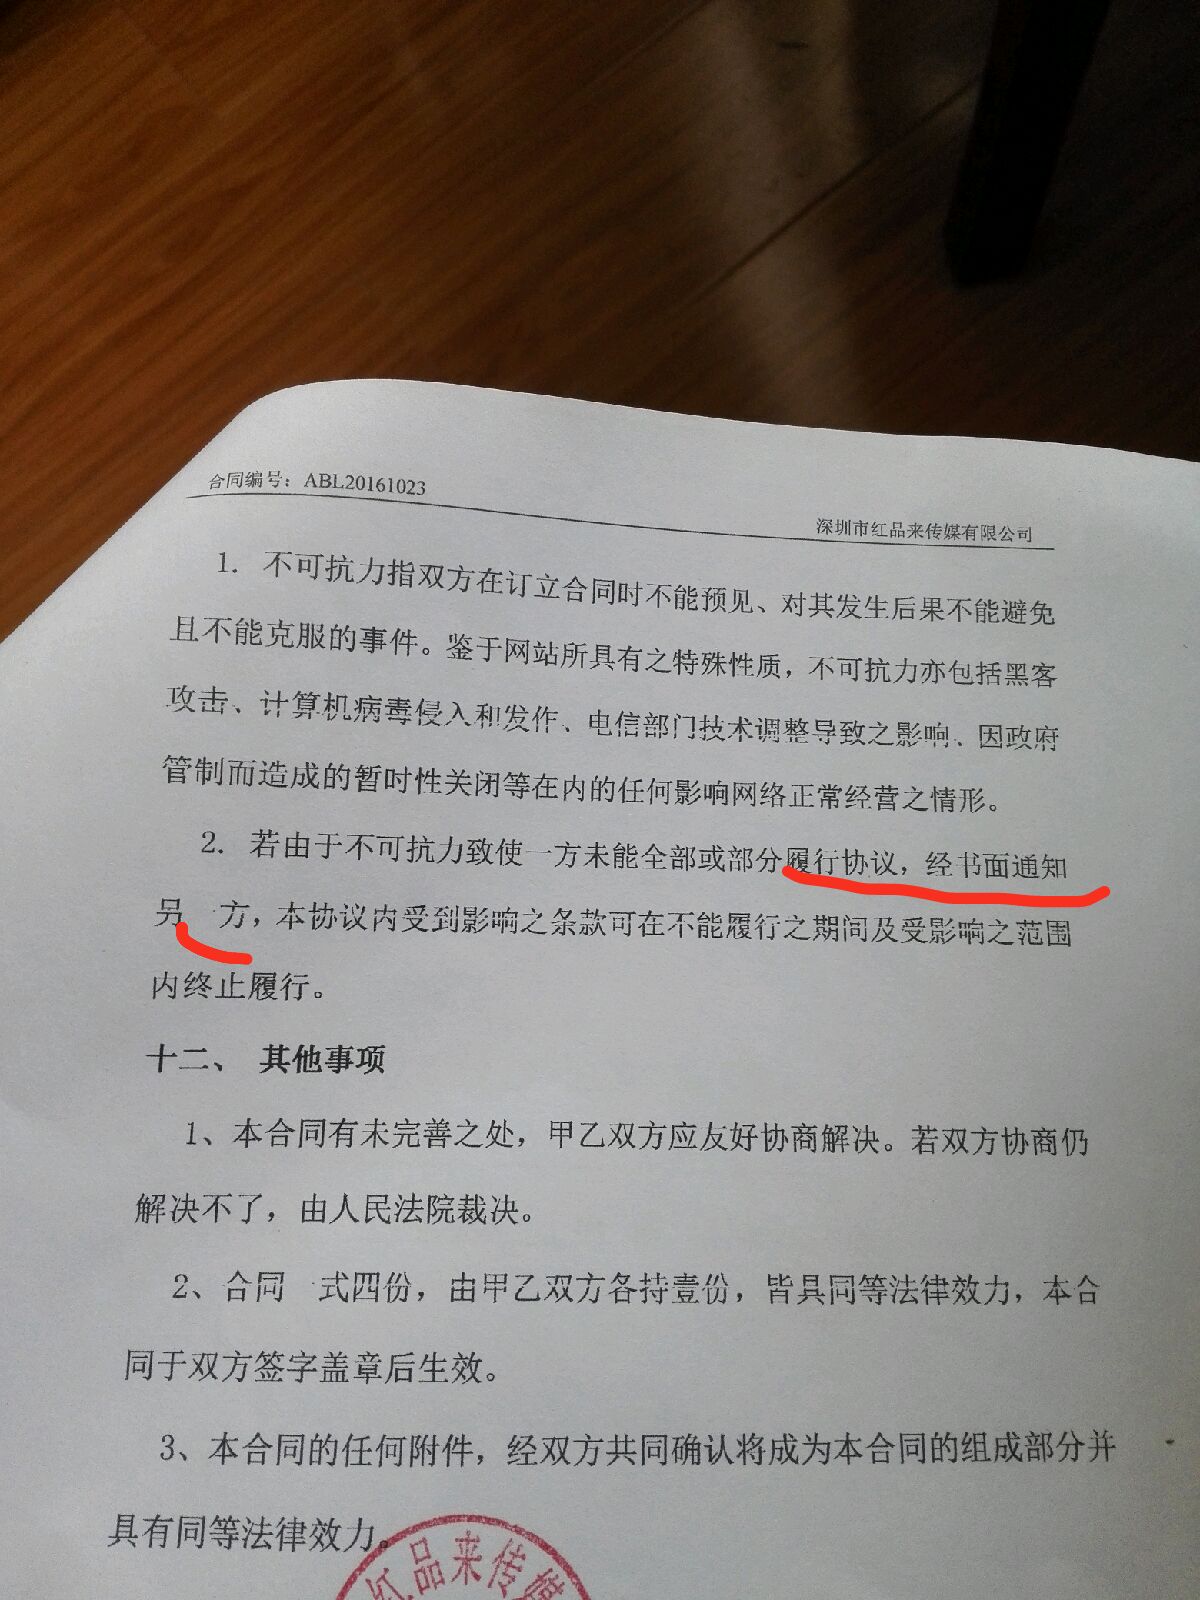 合同编号：ABL20161023
深圳市红品来传媒有限公司
1. 不可抗力指双方在订立合同时不能预见、对其发生后果不能避免
且不能克服的事件。鉴于网站所具有之特殊性质，不可抗力亦包括黑客
攻击、计算机病毒侵入和发作、电信部门技术调整导致之影响、因政府
管制而造成的暂时性关闭等在内的任何影响网络正常经营之情形。
2. 若由于不可抗力致使一方未能全部或部分履行协议，经书面通知
另一方，本协议内受到影响之条款可在不能履行之期间及受影响之范围
内终止履行。
十二、 其他事项
1、本合同有未完善之处，甲乙双方应友好协商解决。若双方协商仍
解决不了，由人民法院裁决。
2、合同一式四份，由甲乙双方各持壹份，皆具同等法律效力，本合
同于双方签字盖章后生效。
3、本合同的任何附件，经双方共同确认将成为本合同的组成部分并
具有同等法律效力。
红品来传媒